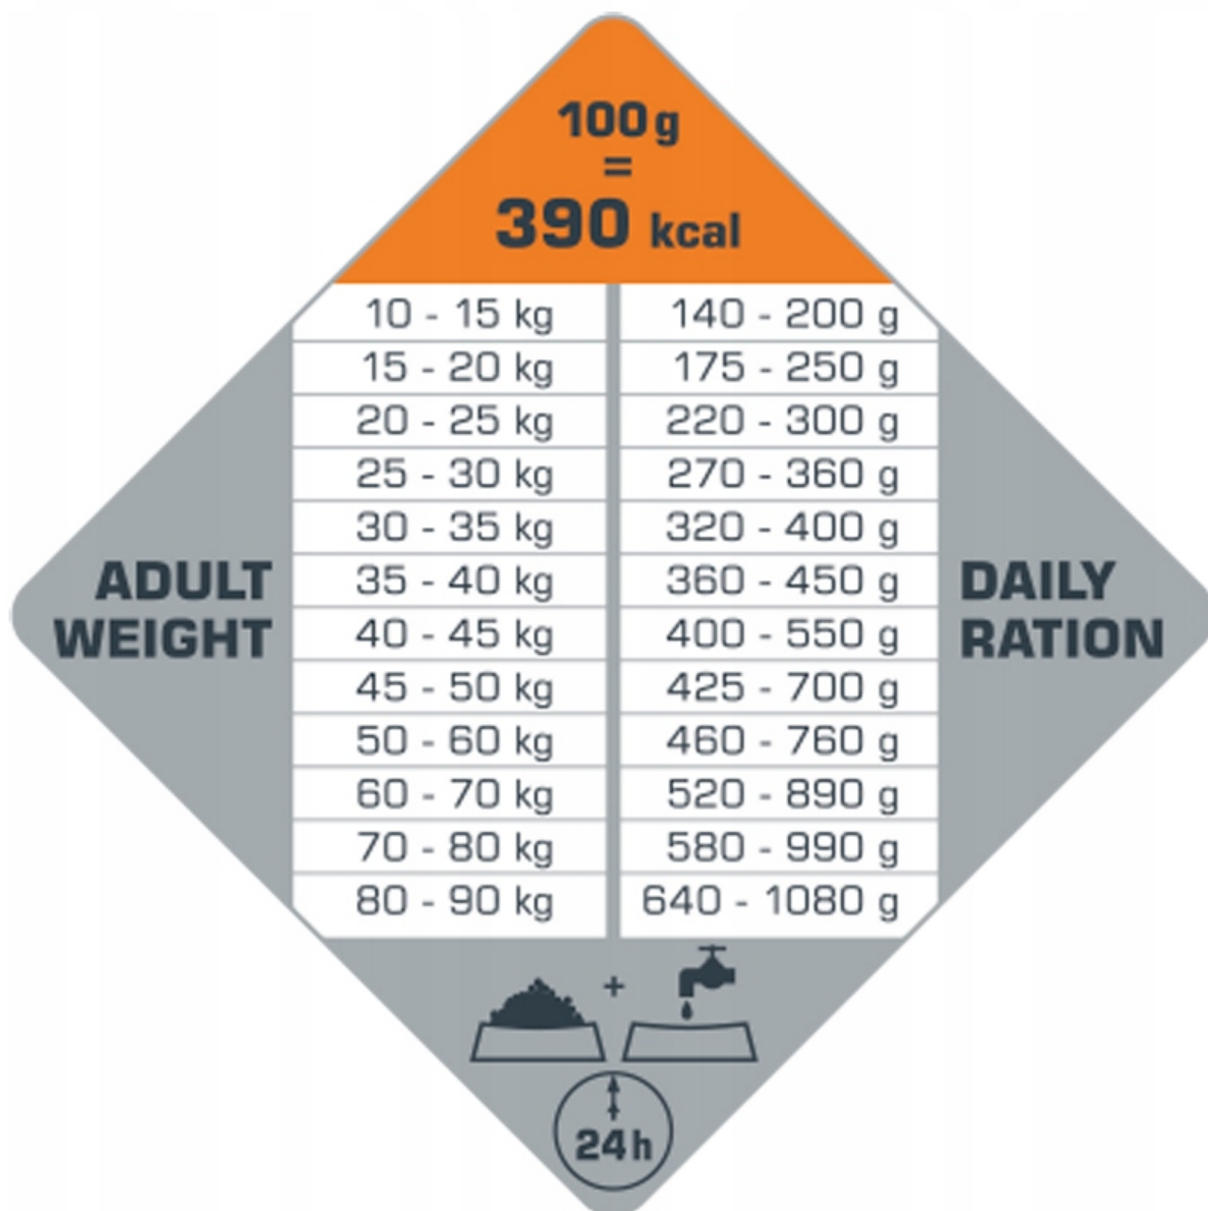 100 g
=
390 kcal
10 - 15 kg 140 - 200 g
15 - 20 kg 175 - 250 g
20 - 25 kg 220 - 300 g
25 - 30 kg 270 - 360 g
30 - 35 kg 320 - 400 g
35 - 40 kg 360 - 450 g
40 - 45 kg 400 - 550 g
45 - 50 kg 425 - 700 g
50 - 60 kg 460 - 760 g
60 - 70 kg 520 - 890 g
70 - 80 kg 580 - 990 g
80 - 90 kg 640 - 1080 g
ADULT
WEIGHT
DAILY
RATION
+
24h